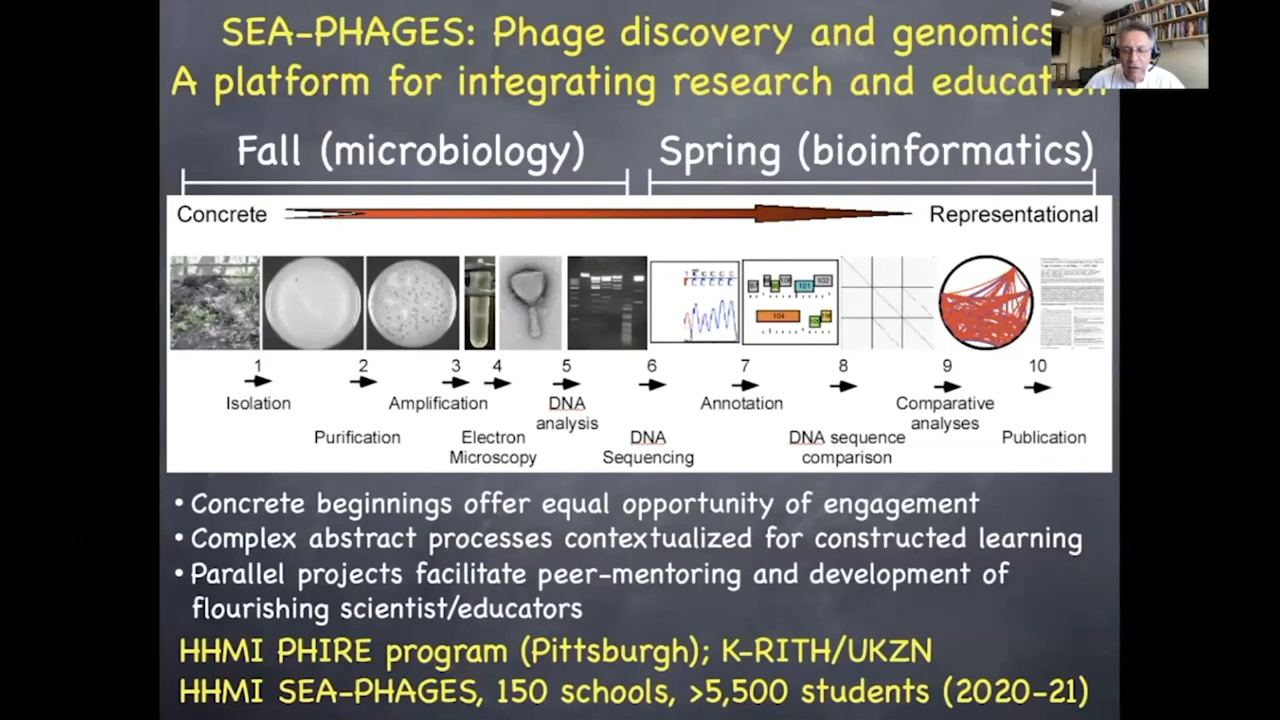 SEA-PHAGES: Phage discovery and genomics
A platform for integrating research and education
Fall (microbiology)
Spring (bioinformatics)
Concrete
Representational
101
102
104
1
2
3
4
5
6
7
8
9
10
Isolation
Purification
Amplification
Electron
Microscopy
DNA
analysis
DNA
Sequencing
Annotation
DNA sequence
comparison
Comparative
analyses
Publication
• Concrete beginnings offer equal opportunity of engagement
• Complex abstract processes contextualized for constructed learning
• Parallel projects facilitate peer-mentoring and development of
flourishing scientist/educators
HHMI PHIRE program (Pittsburgh); K-RITH/UKZN
HHMI SEA-PHAGES, 150 schools, >5,500 students (2020-21)